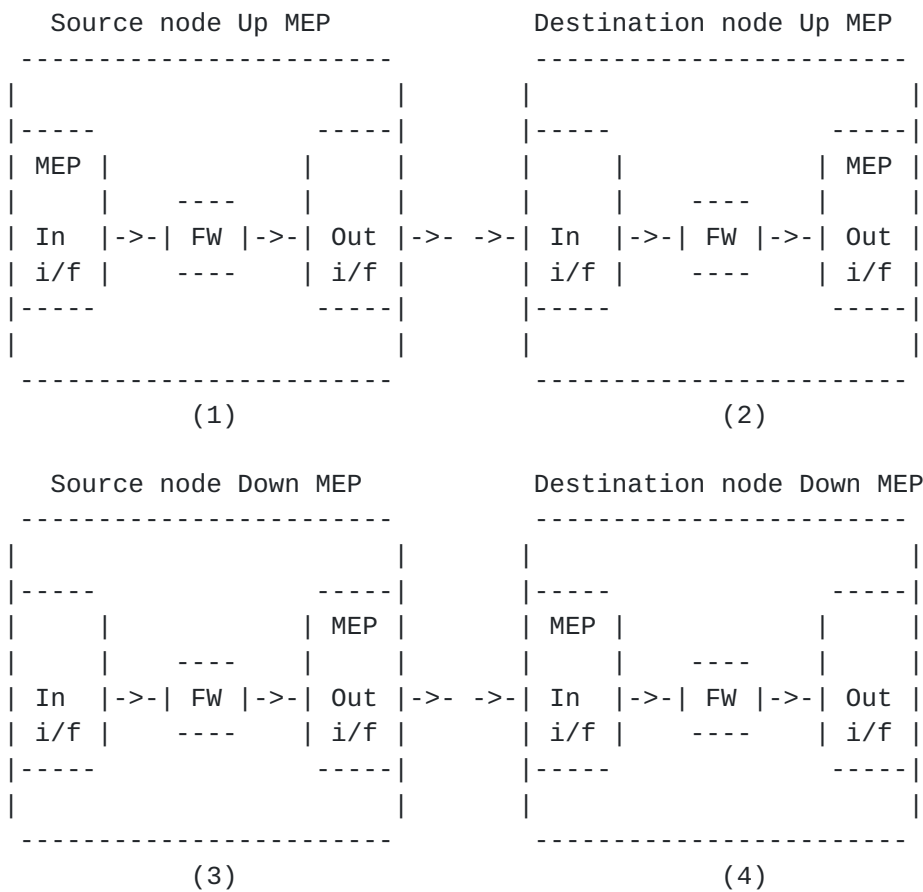 Source node Up MEP             Destination node Up MEP
 ------------------------         ------------------------
|                        |       |                        |
|-----              -----|       |-----              -----|
| MEP |            |     |       |     |            | MEP |
|     |    ----    |     |       |     |    ----    |     |
| In  |->-| FW |->-| Out |->- ->-| In  |->-| FW |->-| Out |
| i/f |    ----    | i/f |       | i/f |    ----    | i/f |
|-----              -----|       |-----              -----|
|                        |       |                        |
 ------------------------         ------------------------
            (1)                               (2)
Source node Down MEP           Destination node Down MEP
 ------------------------         ------------------------
|                        |       |                        |
|-----              -----|       |-----              -----|
|     |            | MEP |       | MEP |            |     |
|     |    ----    |     |       |     |    ----    |     |
| In  |->-| FW |->-| Out |->- ->-| In  |->-| FW |->-| Out |
| i/f |    ----    | i/f |       | i/f |    ----    | i/f |
|-----              -----|       |-----              -----|
|                        |       |                        |
 ------------------------         ------------------------
            (3)                               (4)